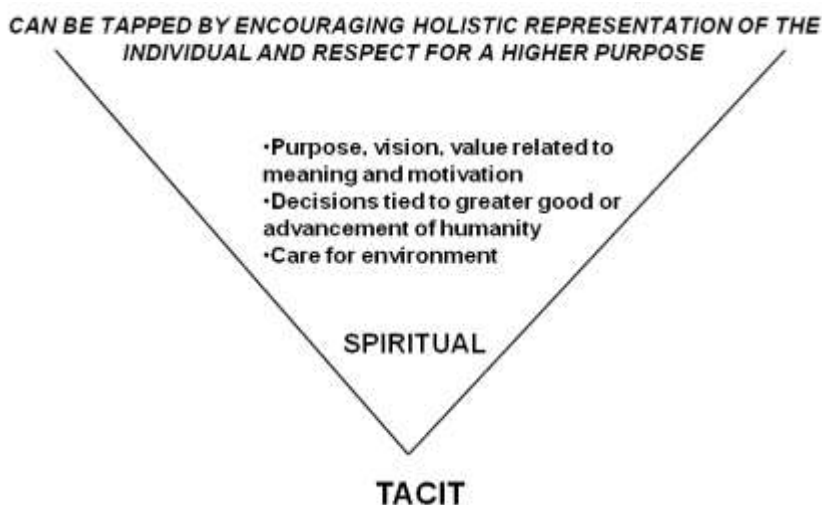 CAN BE TAPPED BY ENCOURAGING HOLISTIC REPRESENTATION OF THE
INDIVIDUAL AND RESPECT FOR A HIGHER PURPOSE
•Purpose, vision, value related to
meaning and motivation
•Decisions tied to greater good or
advancement of humanity
•Care for environment
SPIRITUAL
TACIT